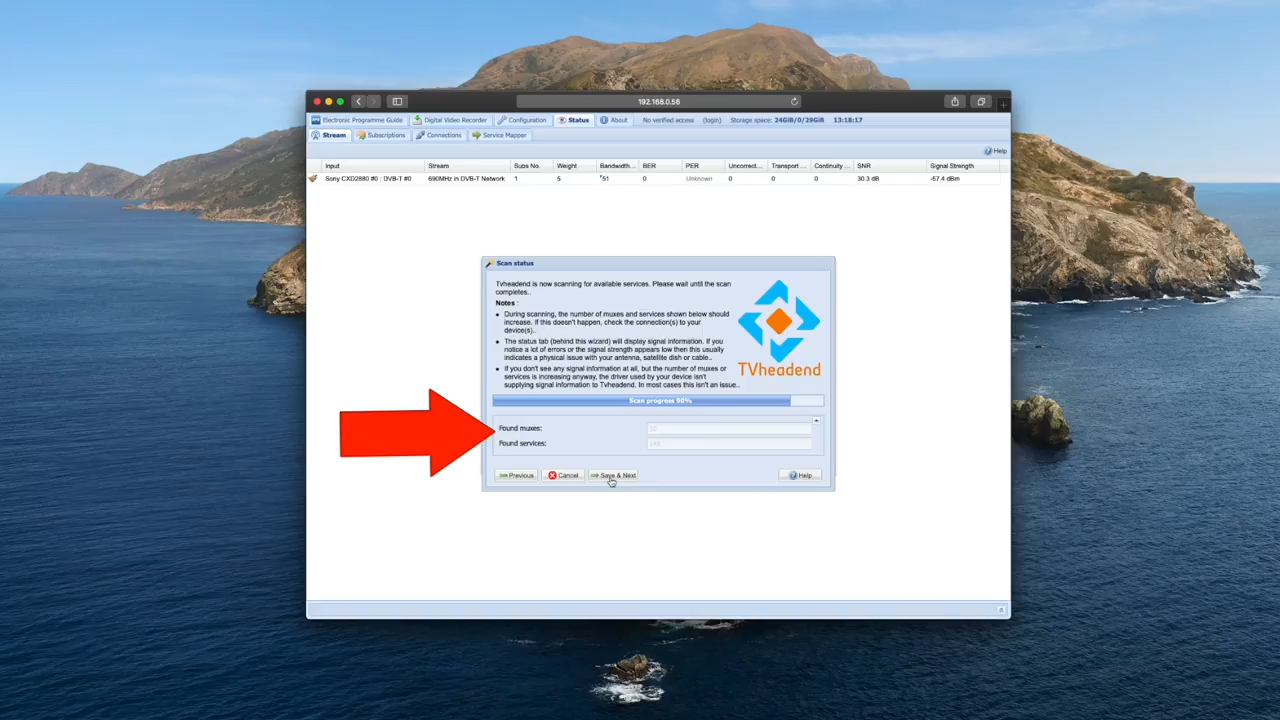 192.168.0.56
Electronic Programme Guide Digital Video Recorder Configuration Status About No verified access (login) Storage space: 24GiB/0/29GiB 13:18:17
Stream Subscriptions Connections Service Mapper
Help
Input Stream Subs No. Weight Bandwidth... BER PER Uncorrect... Transport ... Continuity ... SNR Signal Strength
Sony CXD2880 #0 : DVB-T #0 690MHz in DVB-T Network 1 5 51 0 Unknown 0 0 0 30.3 dB -57.4 dBm
Scan status
Tvheadend is now scanning for available services. Please wait until the scan
completes..
Notes :
During scanning, the number of muxes and services shown below should
increase. If this doesn't happen, check the connection(s) to your
device(s)..
The status tab (behind this wizard) will display signal information. If you
notice a lot of errors or the signal strength appears low then this usually
indicates a physical issue with your antenna, satellite dish or cable..
If you don't see any signal information at all, but the number of muxes or
services is increasing anyway, the driver used by your device isn't
supplying signal information to Tvheadend. In most cases this isn't an issue..
TVheadend
Scan progress 90%
Found muxes:
Found services:
Previous Cancel Save & Next Help